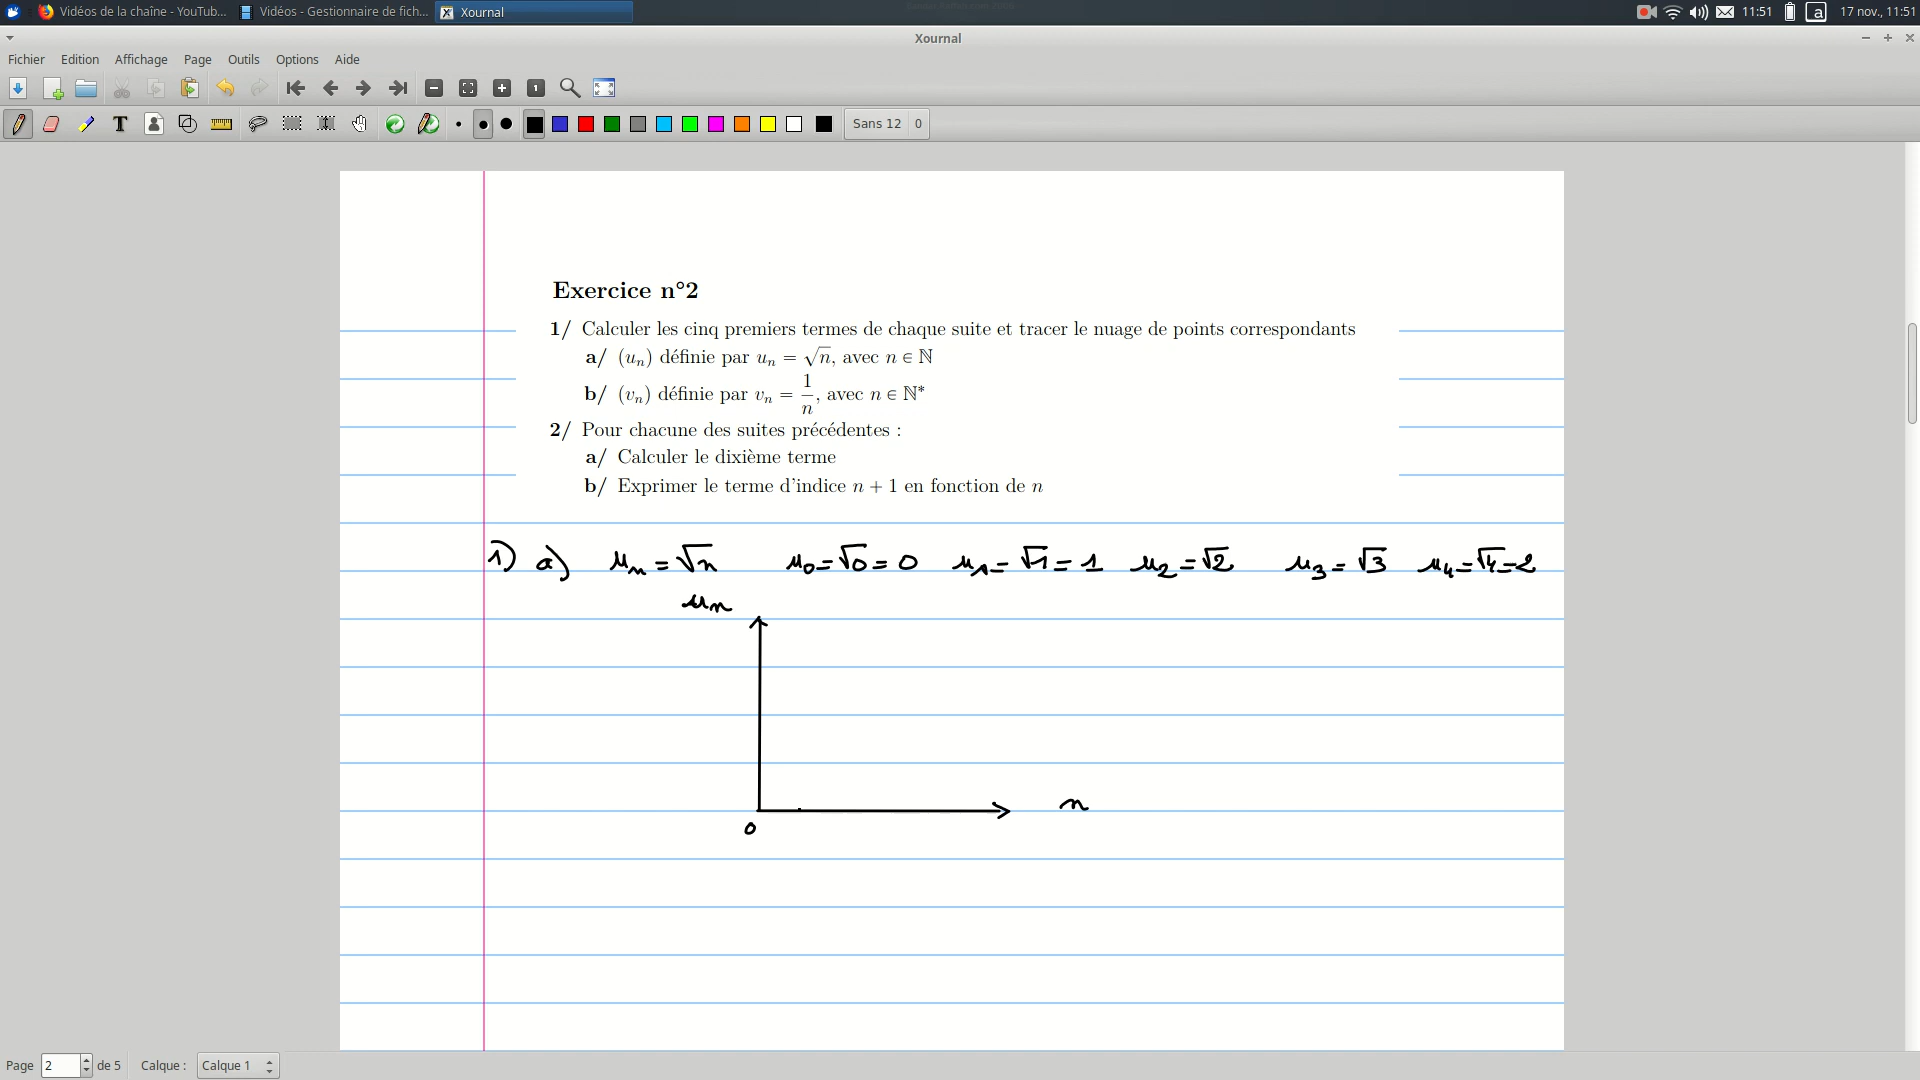 Vidéos de la chaîne - YouTub... Vidéos - Gestionnaire de fich... Xournal 11:51 a 17 nov., 11:51
Xournal
Fichier Edition Affichage Page Outils Options Aide
Sans 12 0
Exercice n°2
1/ Calculer les cinq premiers termes de chaque suite et tracer le nuage de points correspondants
a/ (uₙ) définie par uₙ = √n, avec n ∈ ℕ
b/ (vₙ) définie par vₙ = 1/n, avec n ∈ ℕ*
2/ Pour chacune des suites précédentes :
a/ Calculer le dixième terme
b/ Exprimer le terme d'indice n + 1 en fonction de n
1) a) uₙ = √n u₀ = √0 = 0 u₁ = √1 = 1 u₂ = √2 u₃ = √3 u₄ = √4 = 2
uₙ
n
0
Page 2 de 5 Calque : Calque 1